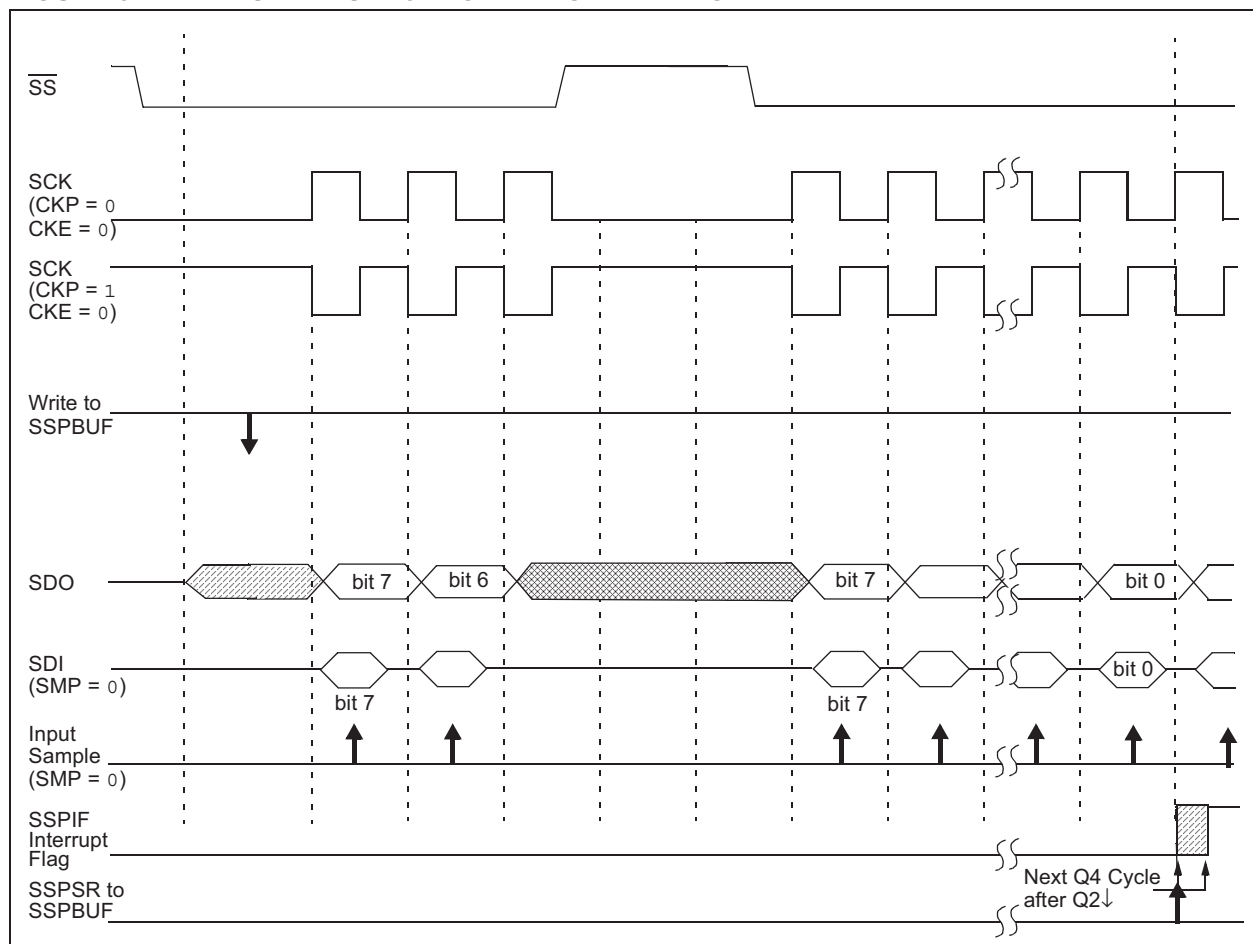 SS
SCK
(CKP = 0
CKE = 0)
SCK
(CKP = 1
CKE = 0)
Write to
SSPBUF
SDO
bit 7
bit 6
bit 7
bit 0
SDI
(SMP = 0)
bit 7
bit 7
bit 0
Input
Sample
(SMP = 0)
SSPIF
Interrupt
Flag
SSPSR to
SSPBUF
Next Q4 Cycle
after Q2↓